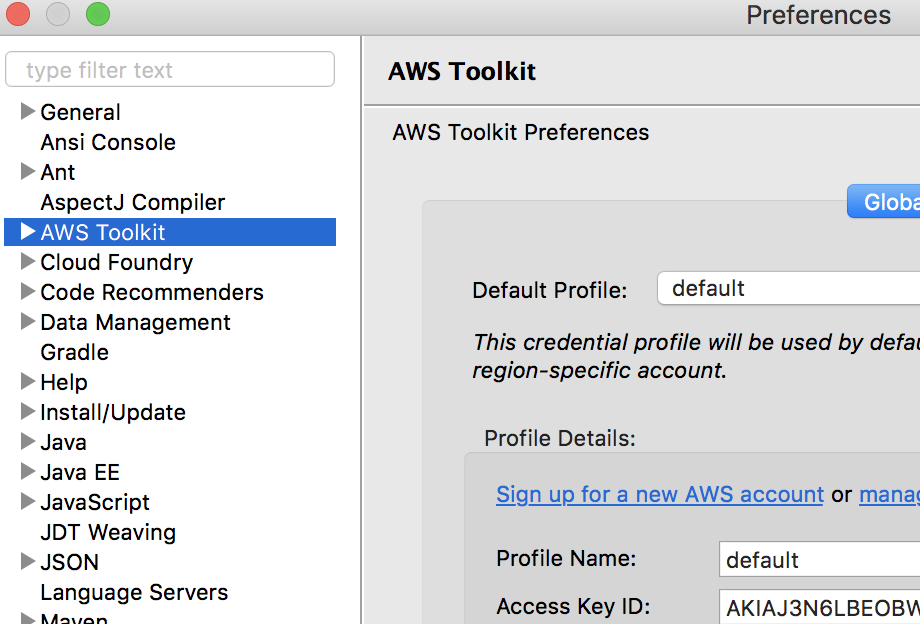 Preferences
type filter text
General
Ansi Console
Ant
AspectJ Compiler
AWS Toolkit
Cloud Foundry
Code Recommenders
Data Management
Gradle
Help
Install/Update
Java
Java EE
JavaScript
JDT Weaving
JSON
Language Servers
Maven
AWS Toolkit
AWS Toolkit Preferences
Globa
Default Profile: default
This credential profile will be used by defau
region-specific account.
Profile Details:
Sign up for a new AWS account or manag
Profile Name: default
Access Key ID: AKIAJ3N6LBEOBW